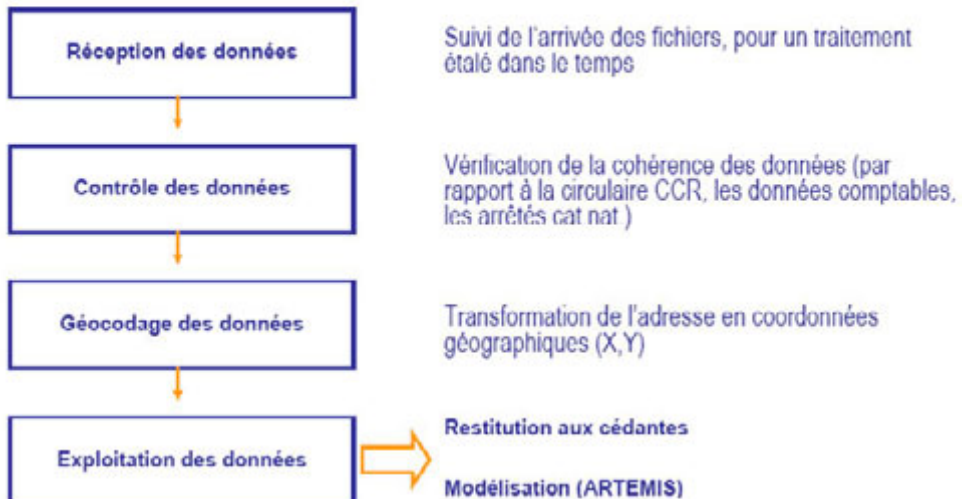 Réception des données
Suivi de l'arrivée des fichiers, pour un traitement
étalé dans le temps
Contrôle des données
Vérification de la cohérence des données (par
rapport à la circulaire CCR, les données comptables,
les arrêtés cat nat )
Géocodage des données
Transformation de l'adresse en coordonnées
géographiques (X,Y)
Exploitation des données
Restitution aux cédantes
Modélisation (ARTEMIS)